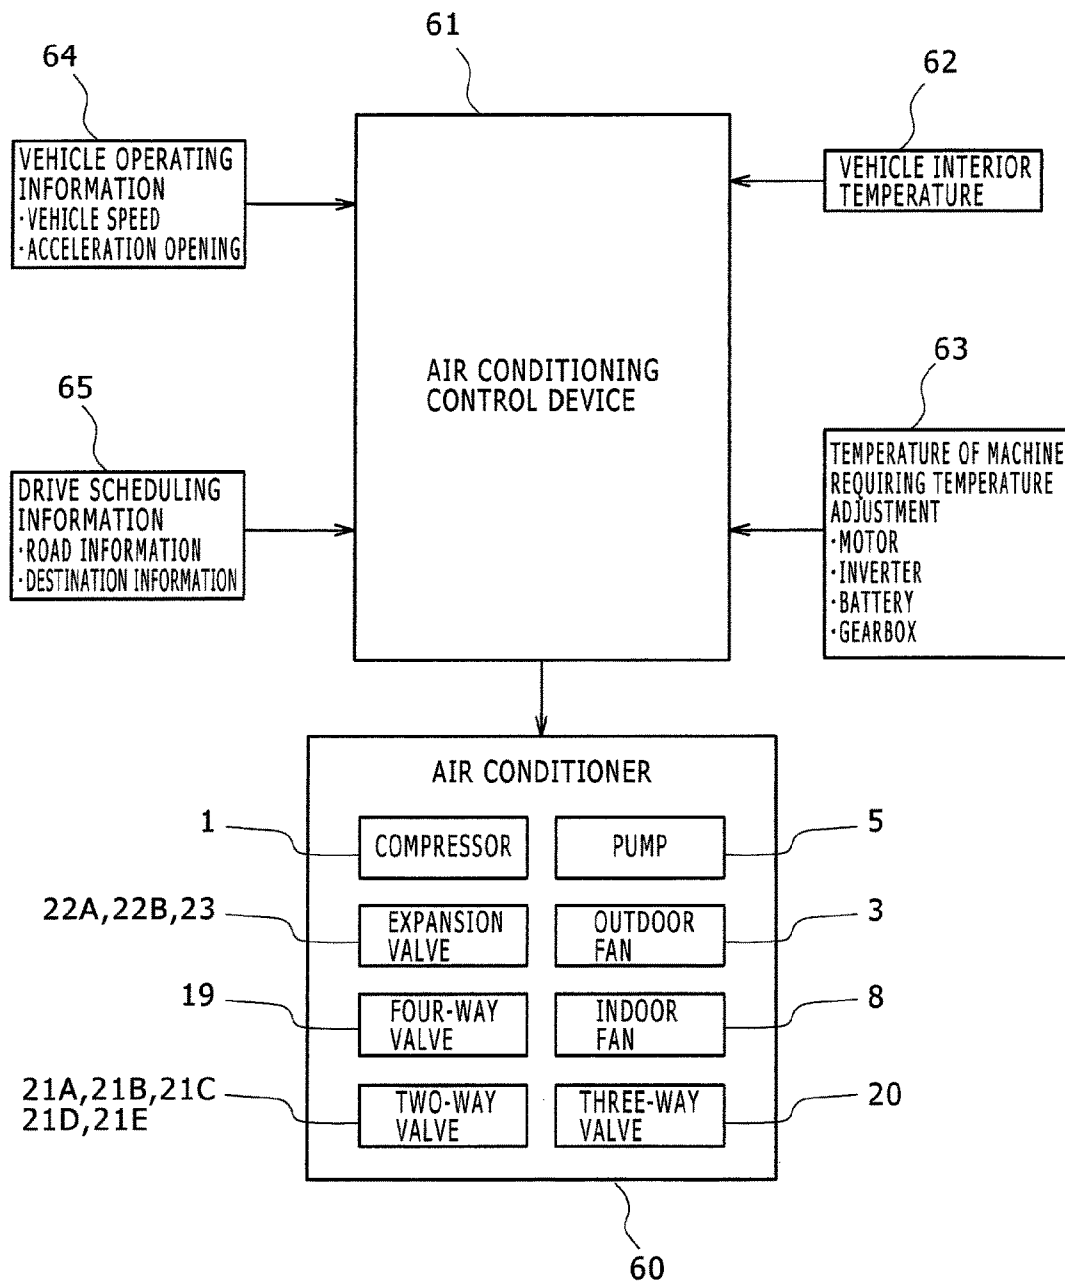 64
61
62
VEHICLE OPERATING
INFORMATION
·VEHICLE SPEED
·ACCELERATION OPENING
VEHICLE INTERIOR
TEMPERATURE
AIR CONDITIONING
CONTROL DEVICE
65
DRIVE SCHEDULING
INFORMATION
·ROAD INFORMATION
·DESTINATION INFORMATION
63
TEMPERATURE OF MACHINE
REQUIRING TEMPERATURE
ADJUSTMENT
·MOTOR
·INVERTER
·BATTERY
·GEARBOX
AIR CONDITIONER
1
COMPRESSOR
PUMP
5
22A,22B,23
EXPANSION
VALVE
OUTDOOR
FAN
3
19
FOUR-WAY
VALVE
INDOOR
FAN
8
21A,21B,21C
21D,21E
TWO-WAY
VALVE
THREE-WAY
VALVE
20
60